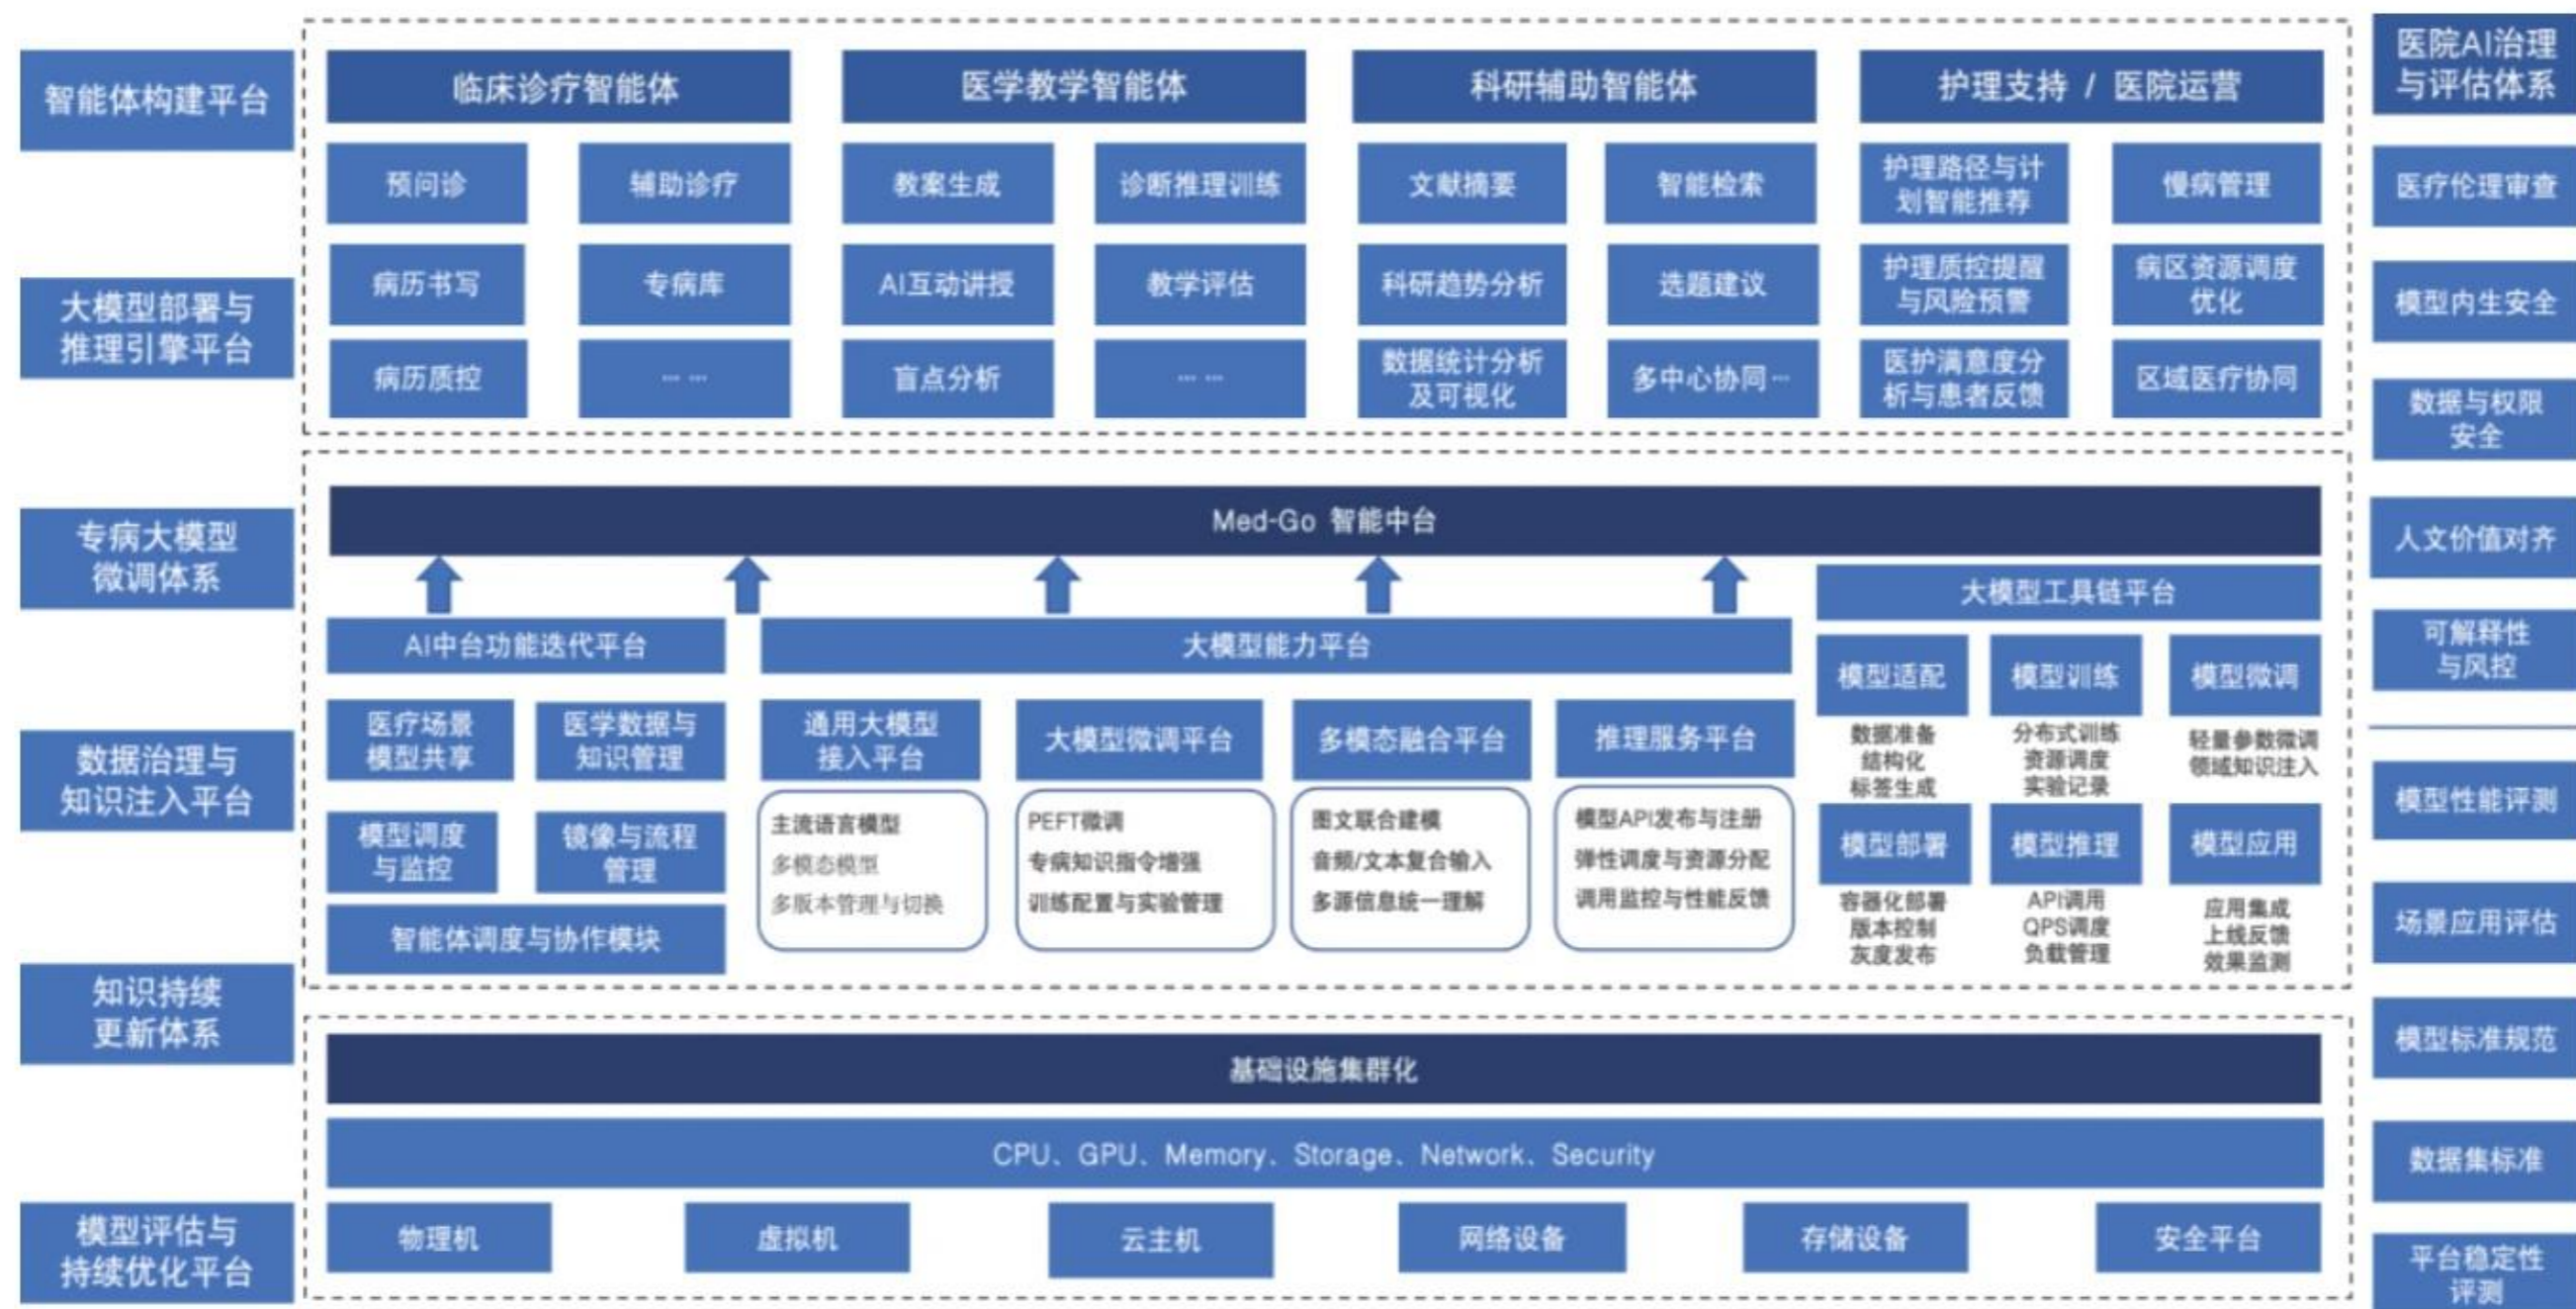 智能体构建平台
大模型部署与
推理引擎平台
专病大模型
微调体系
数据治理与
知识注入平台
知识持续
更新体系
模型评估与
持续优化平台
临床诊疗智能体
医学教学智能体
科研辅助智能体
护理支持 / 医院运营
预问诊
辅助诊疗
教案生成
诊断推理训练
文献摘要
智能检索
护理路径与计
划智能推荐
慢病管理
病历书写
专病库
AI互动讲授
教学评估
科研趋势分析
选题建议
护理质控提醒
与风险预警
病区资源调度
优化
病历质控
... ...
盲点分析
... ...
数据统计分析
及可视化
多中心协同...
医护满意度分
析与患者反馈
区域医疗协同
Med-Go 智能中台
AI中台功能迭代平台
医疗场景
模型共享
医学数据与
知识管理
模型调度
与监控
镜像与流程
管理
智能体调度与协作模块
大模型能力平台
通用大模型
接入平台
主流语言模型
多模态模型
多版本管理与切换
大模型微调平台
PEFT微调
专病知识指令增强
训练配置与实验管理
多模态融合平台
图文联合建模
音频/文本复合输入
多源信息统一理解
推理服务平台
模型API发布与注册
弹性调度与资源分配
调用监控与性能反馈
大模型工具链平台
模型适配
数据准备
结构化
标签生成
模型训练
分布式训练
资源调度
实验记录
模型微调
轻量参数微调
领域知识注入
模型部署
容器化部署
版本控制
灰度发布
模型推理
API调用
QPS调度
负载管理
模型应用
应用集成
上线反馈
效果监测
基础设施集群化
CPU、GPU、Memory、Storage、Network、Security
物理机
虚拟机
云主机
网络设备
存储设备
安全平台
医院AI治理
与评估体系
医疗伦理审查
模型内生安全
数据与权限
安全
人文价值对齐
可解释性
与风控
模型性能评测
场景应用评估
模型标准规范
数据集标准
平台稳定性
评测